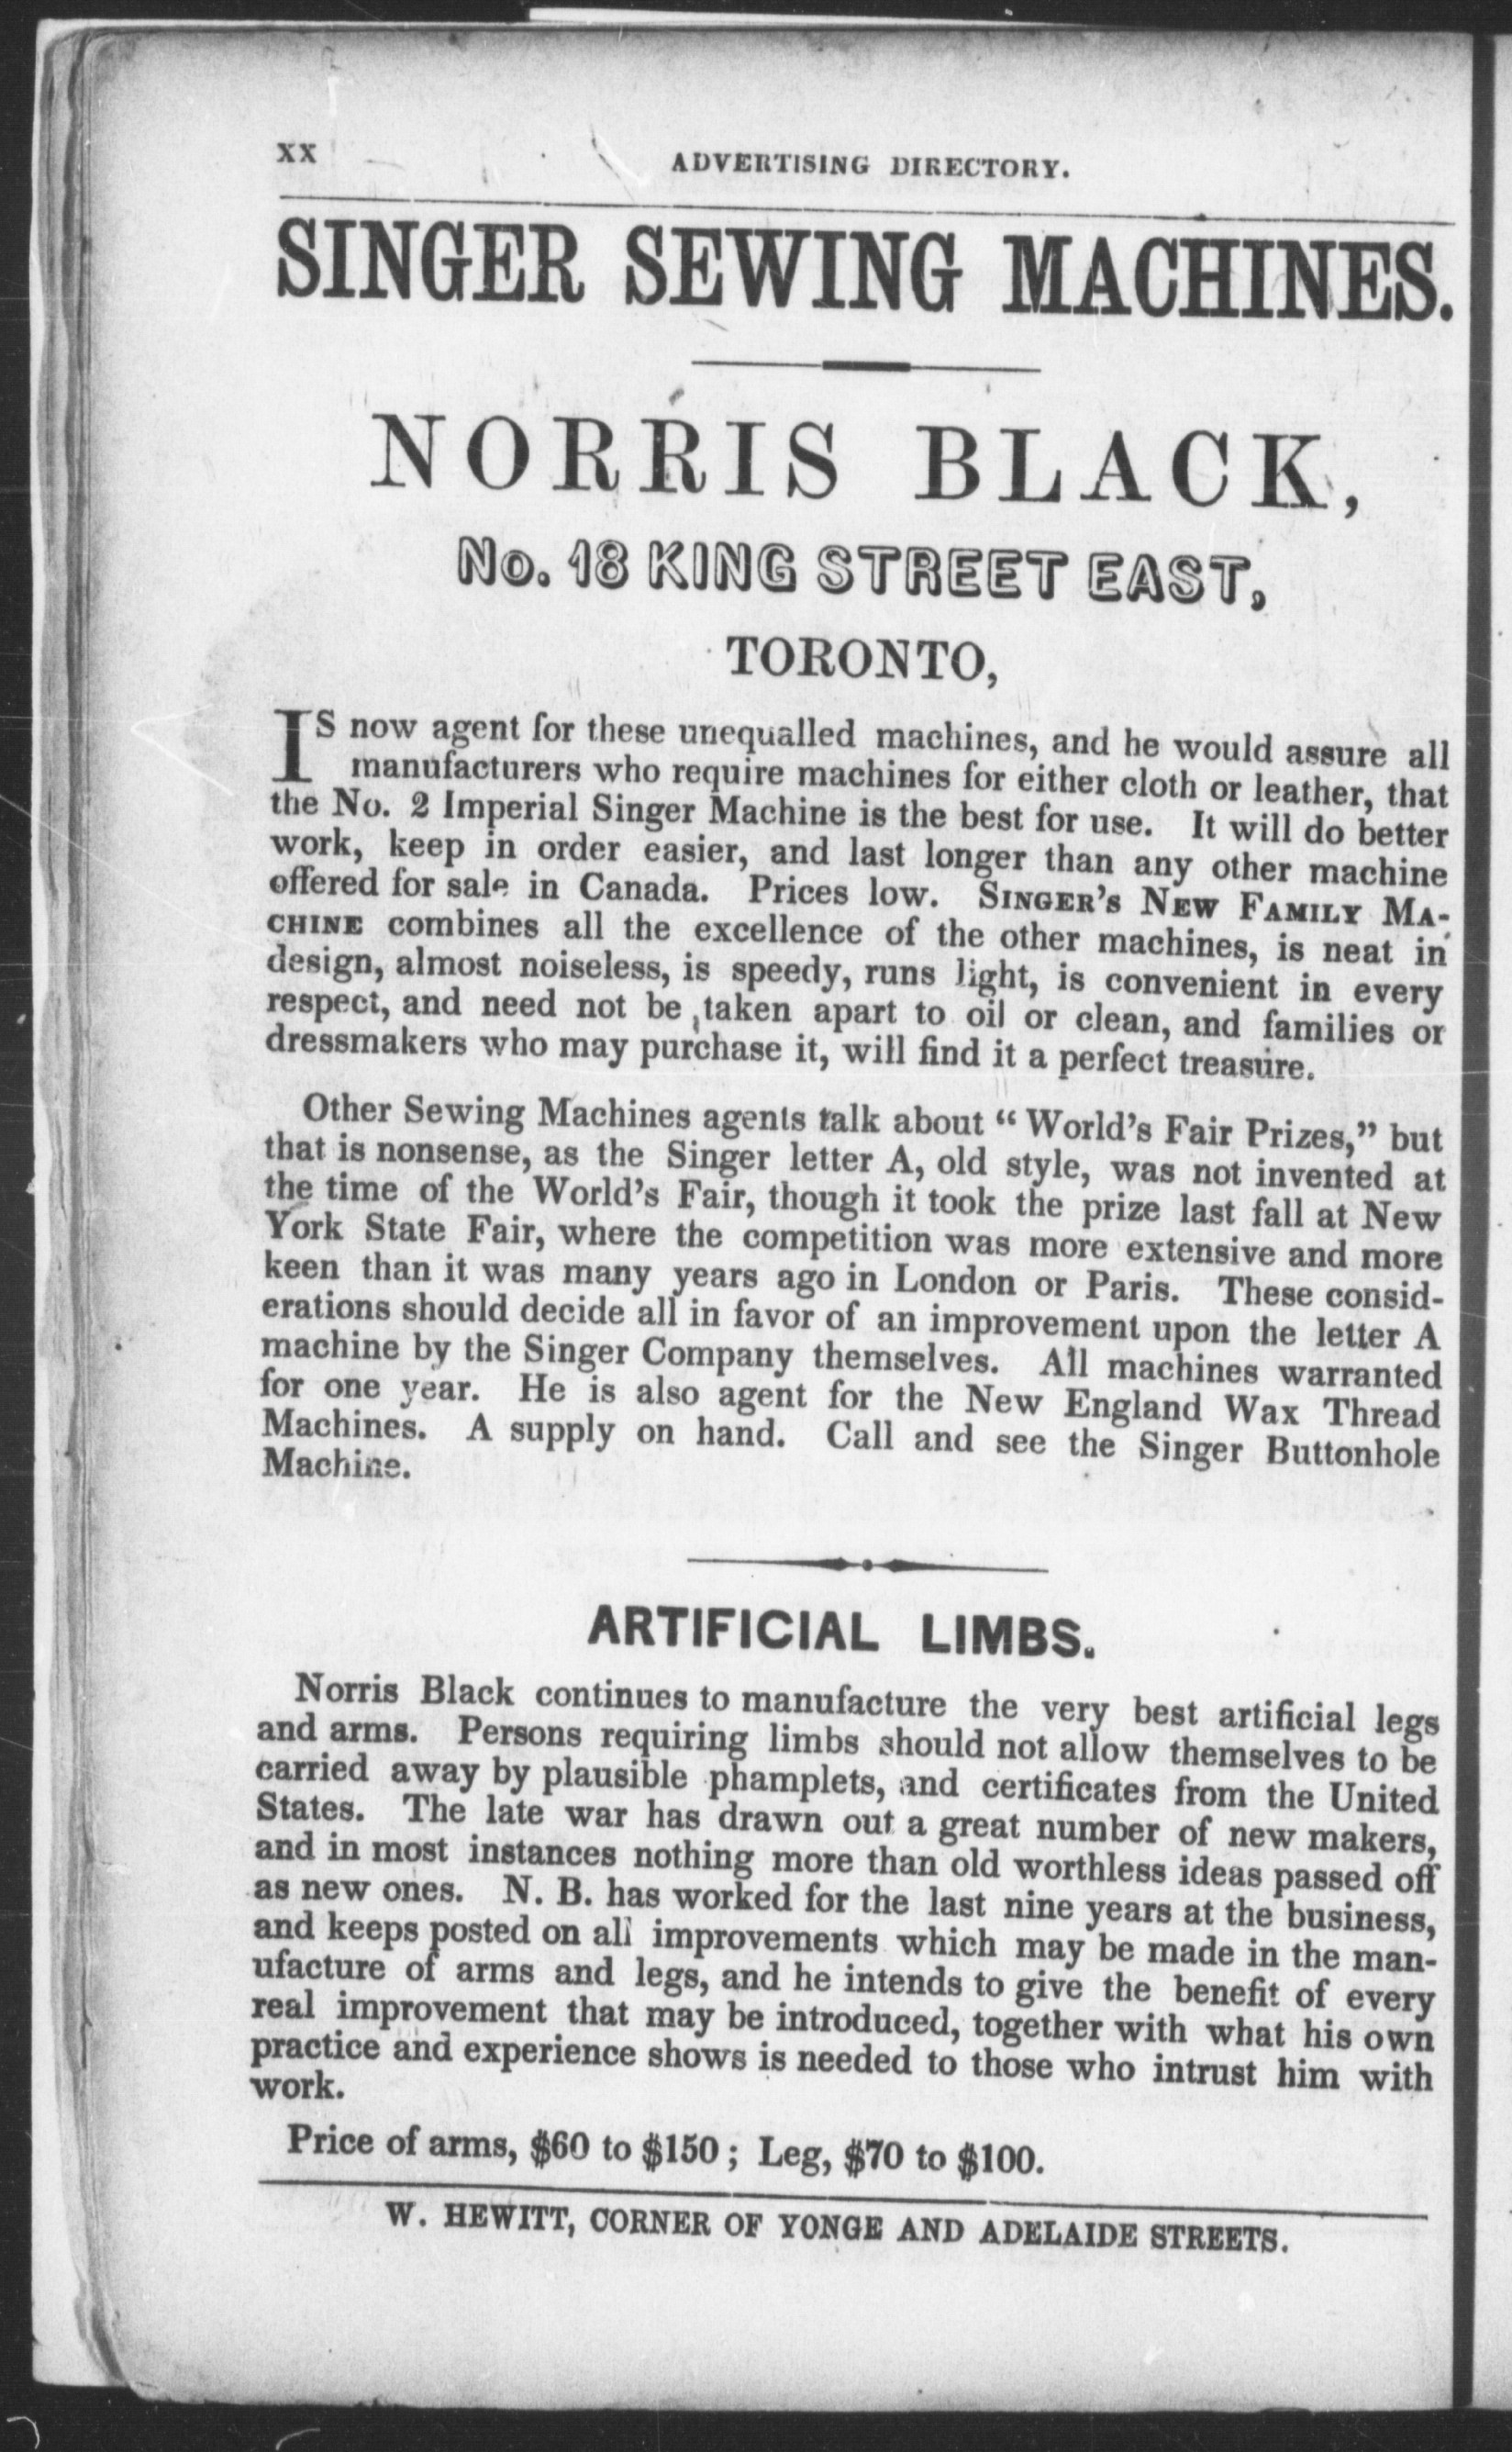 xx
ADVERTISING DIRECTORY.
SINGER SEWING MACHINES.
NORRIS BLACK,
No. 18 KING STREET EAST,
TORONTO,
IS now agent for these unequalled machines, and he would assure all
manufacturers who require machines for either cloth or leather, that
the No. 2 Imperial Singer Machine is the best for use. It will do better
work, keep in order easier, and last longer than any other machine
offered for sale in Canada. Prices low. SINGER'S NEW FAMILY MA-
CHINE combines all the excellence of the other machines, is neat in
design, almost noiseless, is speedy, runs light, is convenient in every
respect, and need not be taken apart to oil or clean, and families or
dressmakers who may purchase it, will find it a perfect treasure.
Other Sewing Machines agents talk about “ World's Fair Prizes,” but
that is nonsense, as the Singer letter A, old style, was not invented at
the time of the World's Fair, though it took the prize last fall at New
York State Fair, where the competition was more extensive and more
keen than it was many years ago in London or Paris. These consid-
erations should decide all in favor of an improvement upon the letter A
machine by the Singer Company themselves. All machines warranted
for one year. He is also agent for the New England Wax Thread
Machines. A supply on hand. Call and see the Singer Buttonhole
Machine.
ARTIFICIAL LIMBS.
Norris Black continues to manufacture the very best artificial legs
and arms. Persons requiring limbs should not allow themselves to be
carried away by plausible phamplets, and certificates from the United
States. The late war has drawn out a great number of new makers,
and in most instances nothing more than old worthless ideas passed off
as new ones. N. B. has worked for the last nine years at the business,
and keeps posted on all improvements which may be made in the man-
ufacture of arms and legs, and he intends to give the benefit of every
real improvement that may be introduced, together with what his own
practice and experience shows is needed to those who intrust him with
work.
Price of arms, $60 to $150 ; Leg, $70 to $100.
W. HEWITT, CORNER OF YONGE AND ADELAIDE STREETS.